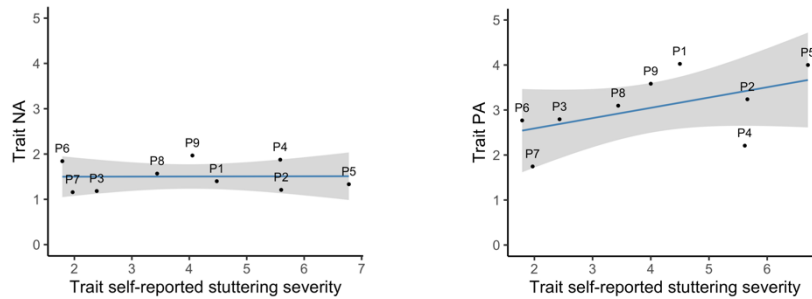 5
4
3
2
1
0
Trait NA
P6
P7
P3
P8
P9
P1
P4
P2
P5
2 3 4 5 6 7
Trait self-reported stuttering severity
5
4
3
2
1
0
Trait PA
P6
P7
P3
P8
P9
P1
P2
P4
P5
2 3 4 5 6
Trait self-reported stuttering severity